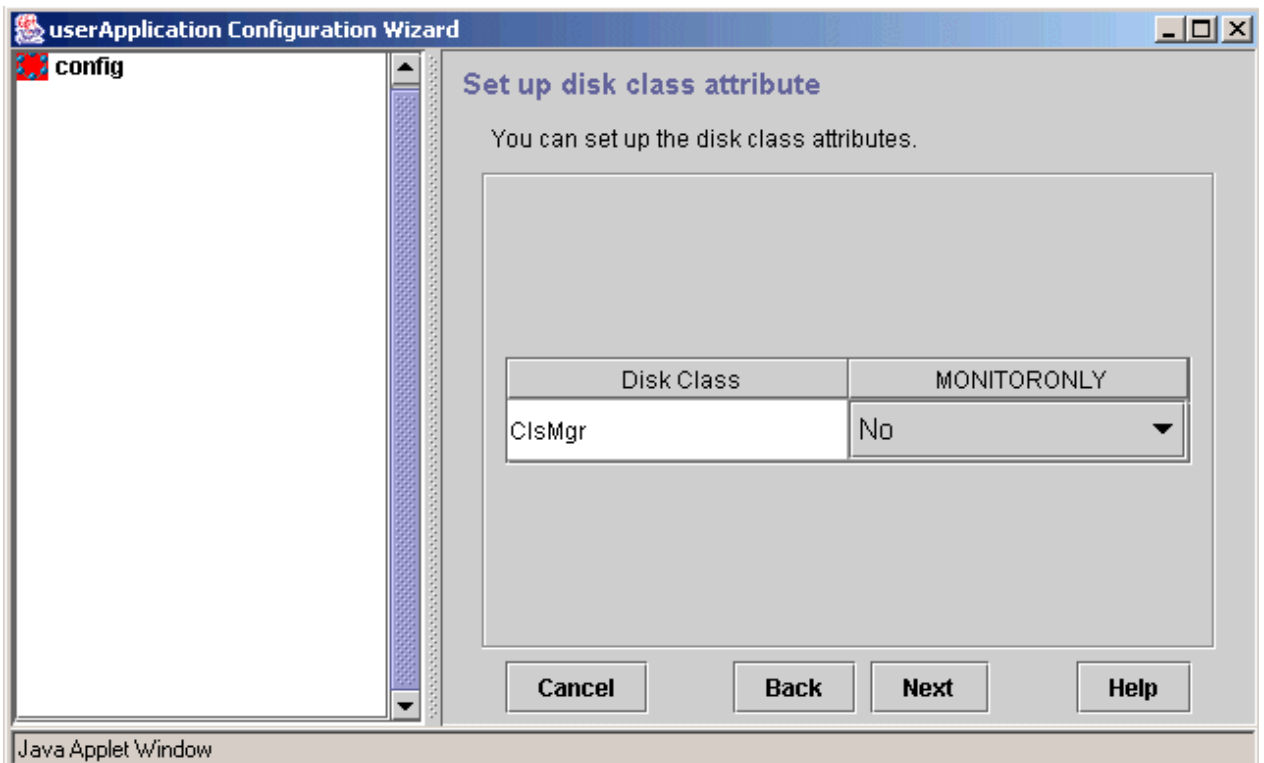 userApplication Configuration Wizard
config
Set up disk class attribute
You can set up the disk class attributes.
Disk Class MONITORONLY
ClsMgr No
Cancel Back Next Help
Java Applet Window